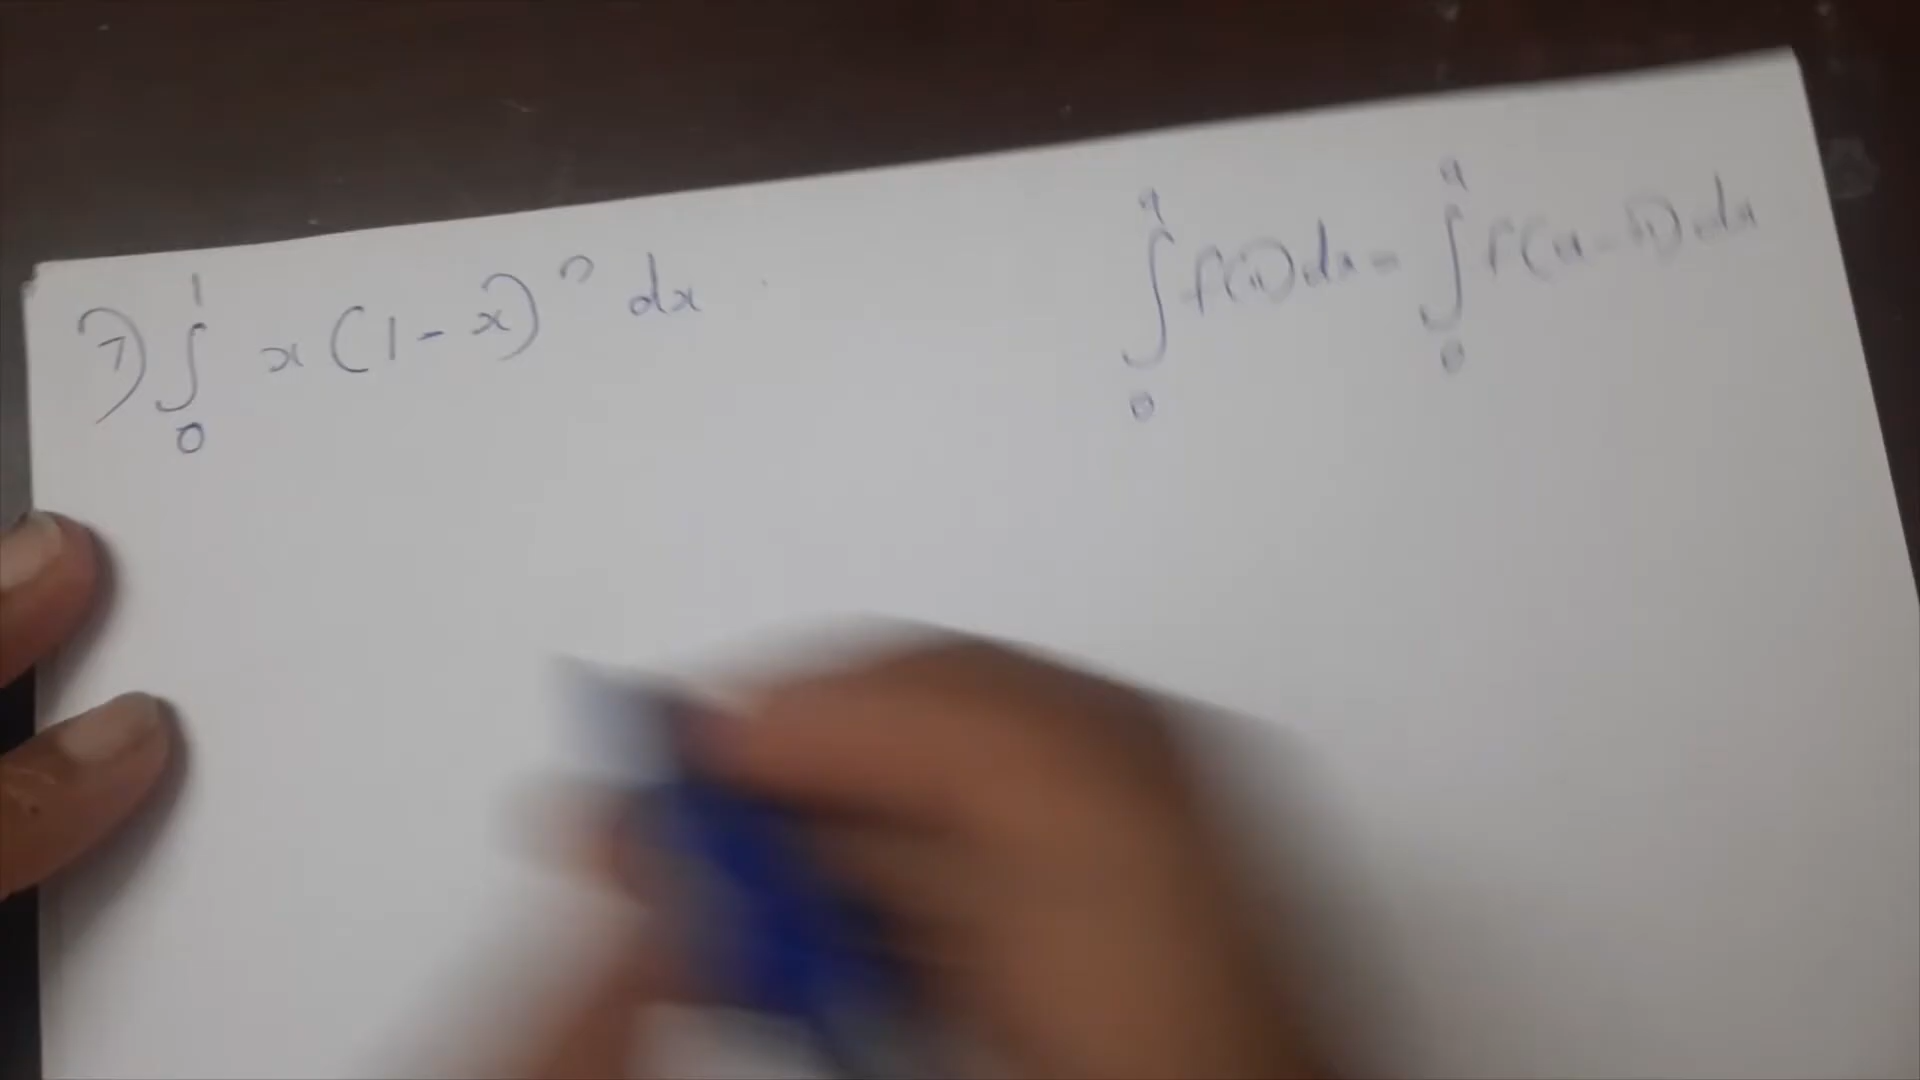 7) ∫₀¹ x(1-x)ⁿ dx
∫₀ᵃ f(x)dx = ∫₀ᵃ f(a-x)dx